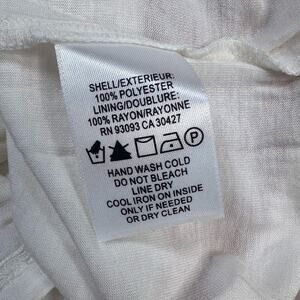 SHELL/EXTERIEUR:
100% POLYESTER
LINING/DOUBLURE:
100% RAYON/RAYONNE
RN 93093 CA 30427
P
HAND WASH COLD
DO NOT BLEACH
LINE DRY
COOL IRON ON INSIDE
ONLY IF NEEDED
OR DRY CLEAN